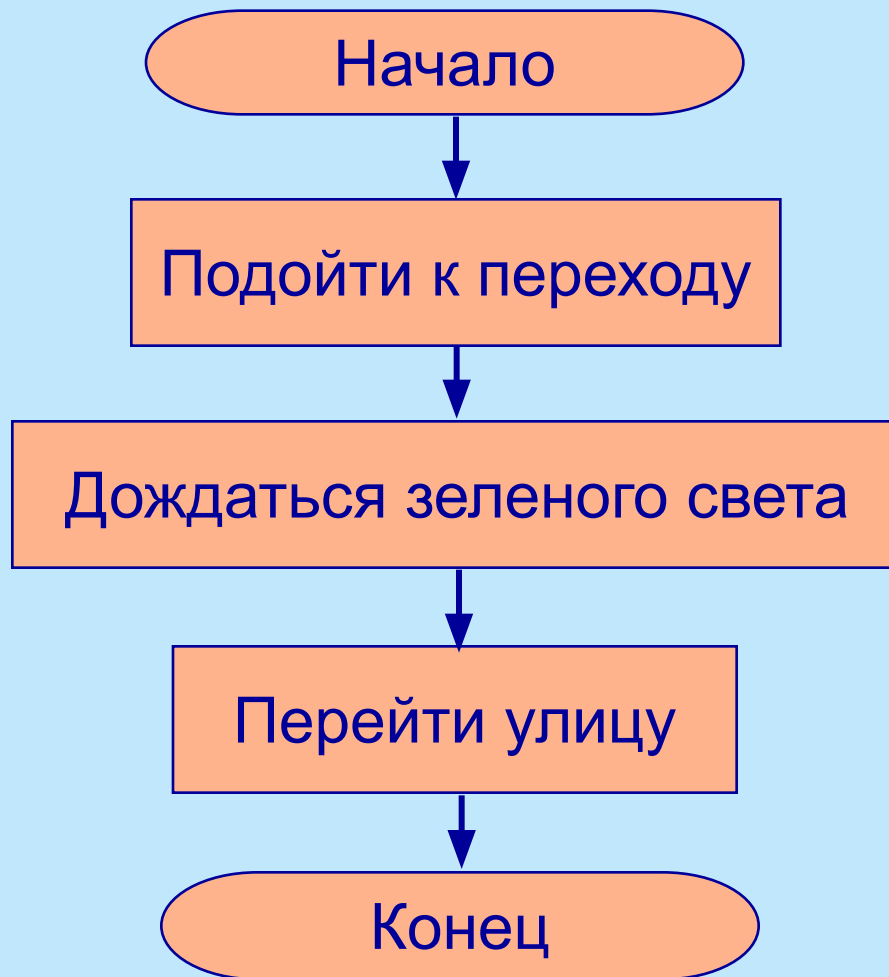 Начало
Подойти к переходу
Дождаться зеленого света
Перейти улицу
Конец